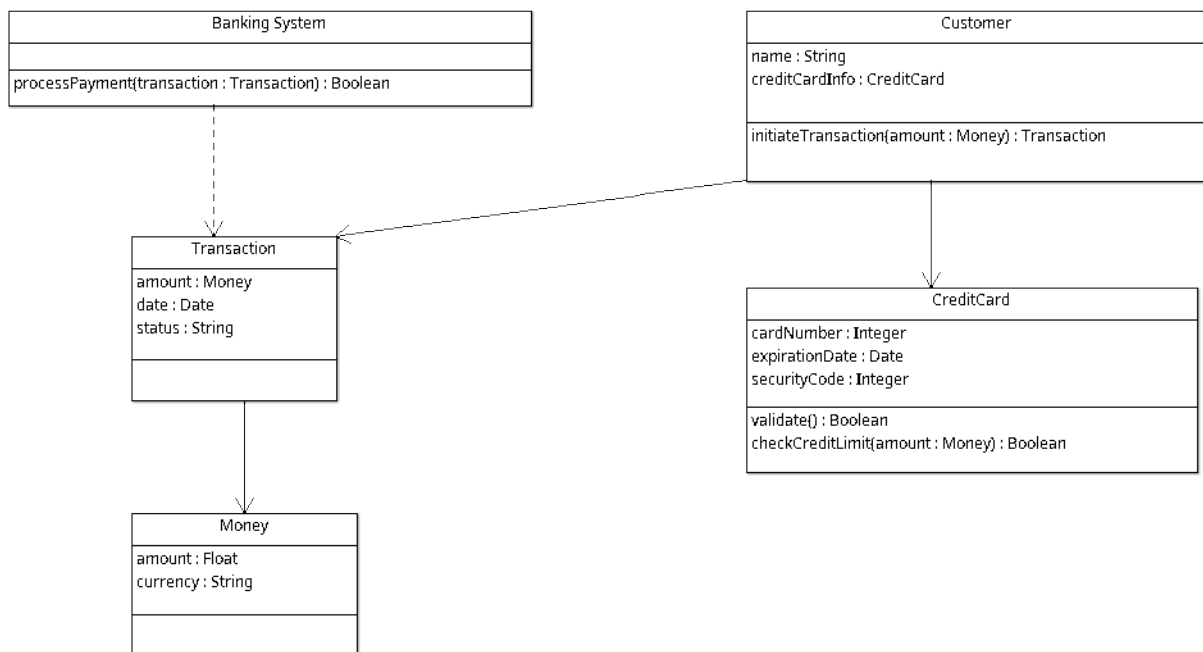 Banking System
processPayment(transaction : Transaction) : Boolean
Customer
name : String
creditCardInfo : CreditCard
initiateTransaction(amount : Money) : Transaction
Transaction
amount : Money
date : Date
status : String
CreditCard
cardNumber : Integer
expirationDate : Date
securityCode : Integer
validate() : Boolean
checkCreditLimit(amount : Money) : Boolean
Money
amount : Float
currency : String